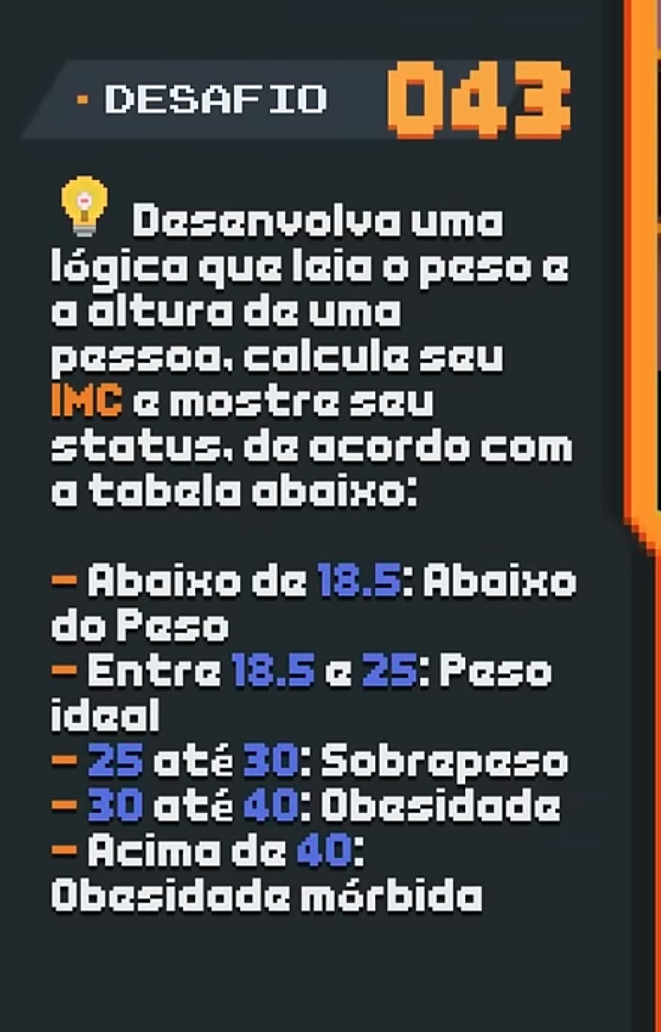 DESAFIO 043
Desenvolva uma
lógica que leia o peso e
a altura de uma
pessoa, calcule seu
IMC e mostre seu
status, de acordo com
a tabela abaixo:
- Abaixo de 18.5: Abaixo
do Peso
- Entre 18.5 e 25: Peso
ideal
- 25 até 30: Sobrepeso
- 30 até 40: Obesidade
- Acima de 40:
Obesidade mórbida